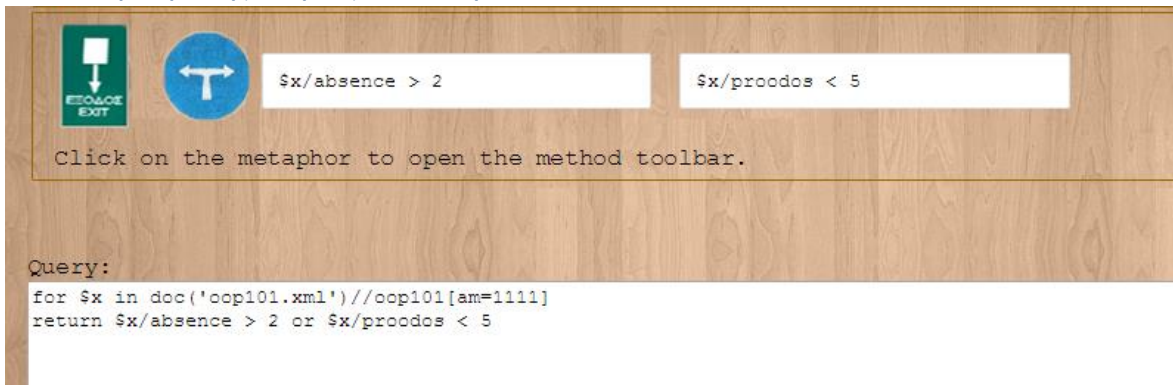 ΕΞΟΔΟΣ
EXIT
$x/absence > 2
$x/proodos < 5
Click on the metaphor to open the method toolbar.
Query:
for $x in doc('oop101.xml')//oop101[am=1111]
return $x/absence > 2 or $x/proodos < 5